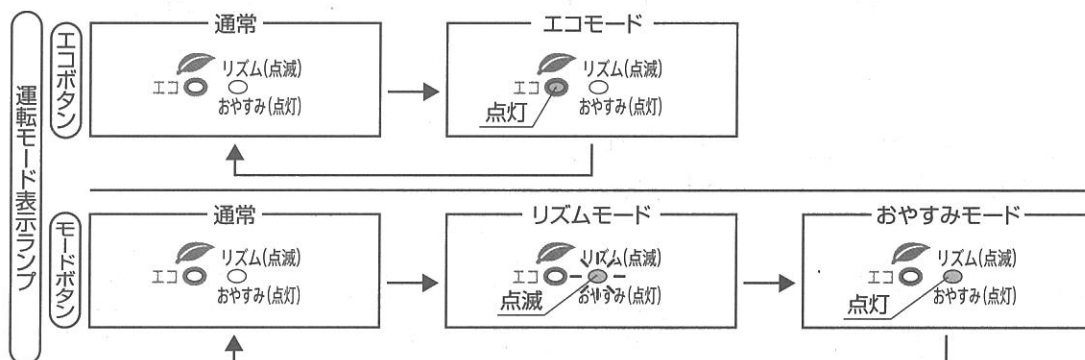 運転モード表示ランプ
エコボタン
通常
リズム(点滅)
エコ
おやすみ(点灯)
エコモード
リズム(点滅)
エコ
おやすみ(点灯)
点灯
モードボタン
通常
リズム(点滅)
エコ
おやすみ(点灯)
リズムモード
リズム(点滅)
エコ
おやすみ(点灯)
点滅
おやすみモード
リズム(点滅)
エコ
おやすみ(点灯)
点灯